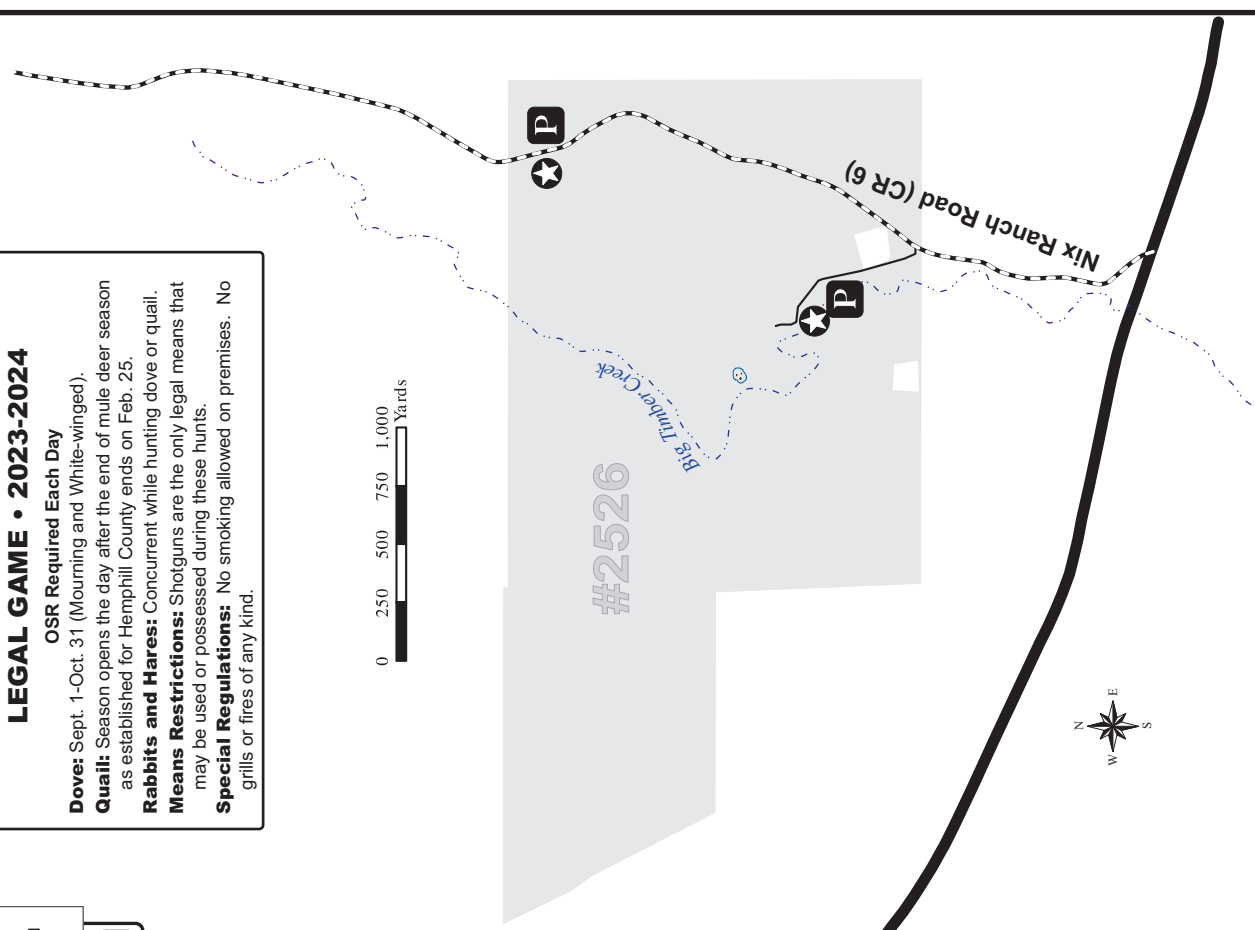 LEGAL GAME • 2023-2024
OSR Required Each Day
Dove: Sept. 1-Oct. 31 (Mourning and White-winged).
Quail: Season opens the day after the end of mule deer season
as established for Hemphill County ends on Feb. 25.
Rabbits and Hares: Concurrent while hunting dove or quail.
Means Restrictions: Shotguns are the only legal means that
may be used or possessed during these hunts.
Special Regulations: No smoking allowed on premises. No
grills or fires of any kind.
0 250 500 750 1,000
Yards
P
Nix Ranch Road (CR 6)
P
Big Timber Creek
#2526
N
W E
S